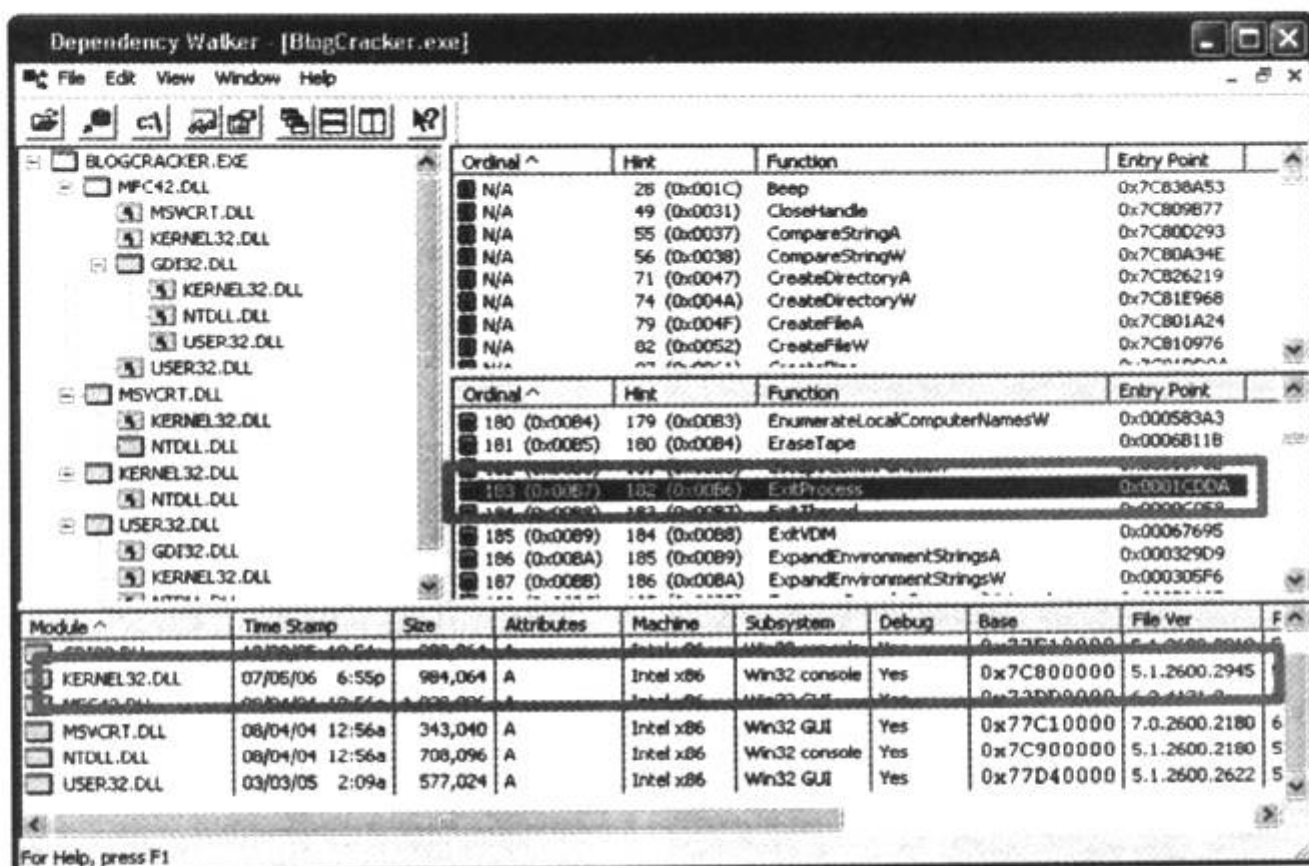 Dependency Walker - [BlogCracker.exe]
File Edit View Window Help
BLOGCRACKER.EXE
MFC42.DLL
MSVCRT.DLL
KERNEL32.DLL
GDI32.DLL
KERNEL32.DLL
NTDLL.DLL
USER32.DLL
USER32.DLL
MSVCRT.DLL
KERNEL32.DLL
NTDLL.DLL
KERNEL32.DLL
NTDLL.DLL
USER32.DLL
GDI32.DLL
KERNEL32.DLL
Ordinal ^ Hint Function Entry Point
N/A 28 (0x001C) Beep 0x7C838A53
N/A 49 (0x0031) CloseHandle 0x7C809B77
N/A 55 (0x0037) CompareStringA 0x7C80D293
N/A 56 (0x0038) CompareStringW 0x7C80A34E
N/A 71 (0x0047) CreateDirectoryA 0x7C826219
N/A 74 (0x004A) CreateDirectoryW 0x7C81E968
N/A 79 (0x004F) CreateFileA 0x7C801A24
N/A 82 (0x0052) CreateFileW 0x7C810976
Ordinal ^ Hint Function Entry Point
180 (0x00B4) 179 (0x00B3) EnumerateLocalComputerNamesW 0x000583A3
181 (0x00B5) 180 (0x00B4) EraseTape 0x0006B11B
183 (0x00B7) 182 (0x00B6) ExitProcess 0x0001CDDA
185 (0x00B9) 184 (0x00B8) ExitVDM 0x00067695
186 (0x00BA) 185 (0x00B9) ExpandEnvironmentStringsA 0x000329D9
187 (0x00BB) 186 (0x00BA) ExpandEnvironmentStringsW 0x000305F6
Module ^ Time Stamp Size Attributes Machine Subsystem Debug Base File Ver
KERNEL32.DLL 07/05/06 6:55p 984,064 A Intel x86 Win32 console Yes 0x7C800000 5.1.2600.2945
MSVCRT.DLL 08/04/04 12:56a 343,040 A Intel x86 Win32 GUI Yes 0x77C10000 7.0.2600.2180 6
NTDLL.DLL 08/04/04 12:56a 708,096 A Intel x86 Win32 console Yes 0x7C900000 5.1.2600.2180 5
USER32.DLL 03/03/05 2:09a 577,024 A Intel x86 Win32 GUI Yes 0x77D40000 5.1.2600.2622 5
For Help, press F1